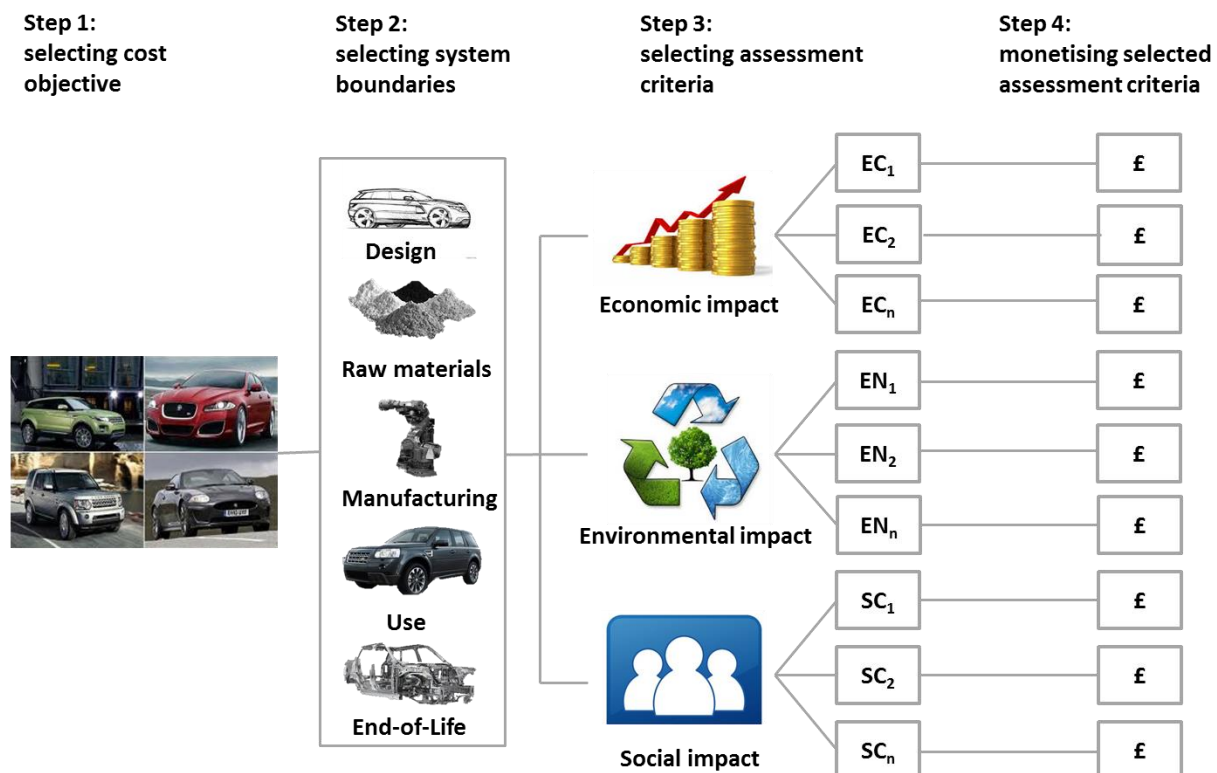 Step 1:
selecting cost
objective
Step 2:
selecting system
boundaries
Step 3:
selecting assessment
criteria
Step 4:
monetising selected
assessment criteria
Design
Raw materials
Manufacturing
Use
End-of-Life
Economic impact
EC₁ £
EC₂ £
ECₙ £
Environmental impact
EN₁ £
EN₂ £
ENₙ £
Social impact
SC₁ £
SC₂ £
SCₙ £